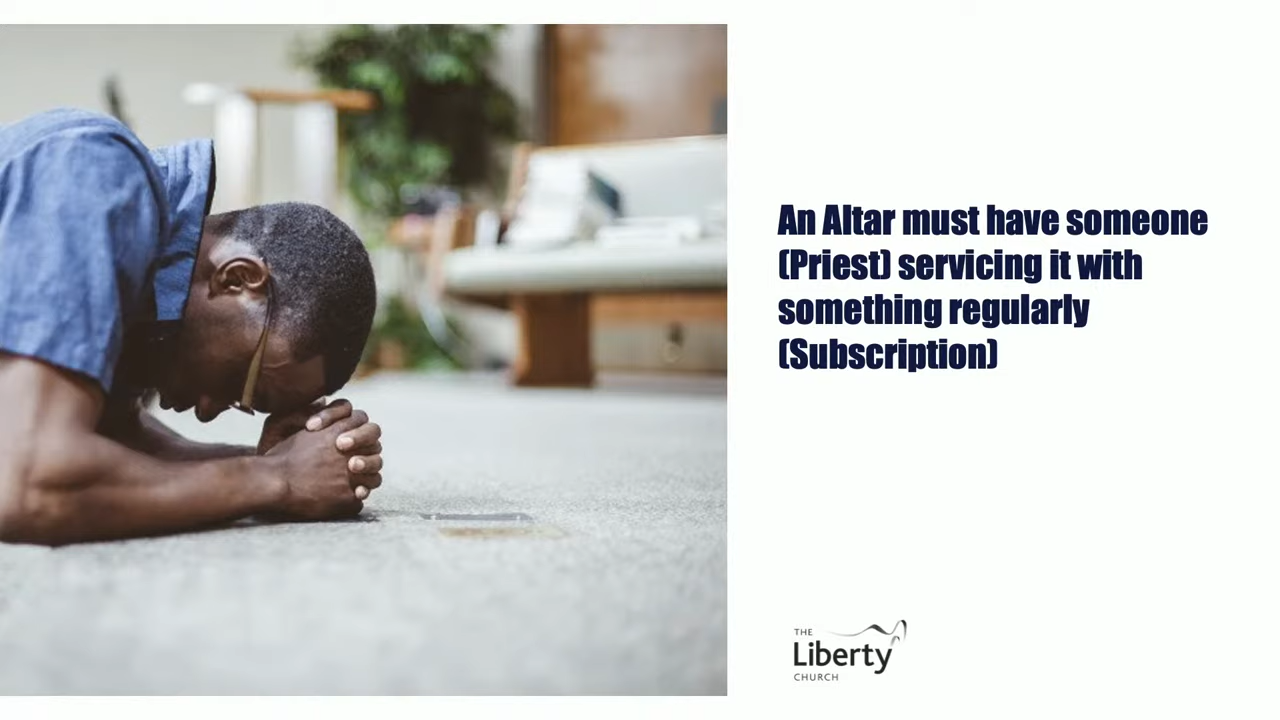 An Altar must have someone
(Priest) servicing it with
something regularly
(Subscription)
THE
Liberty
CHURCH